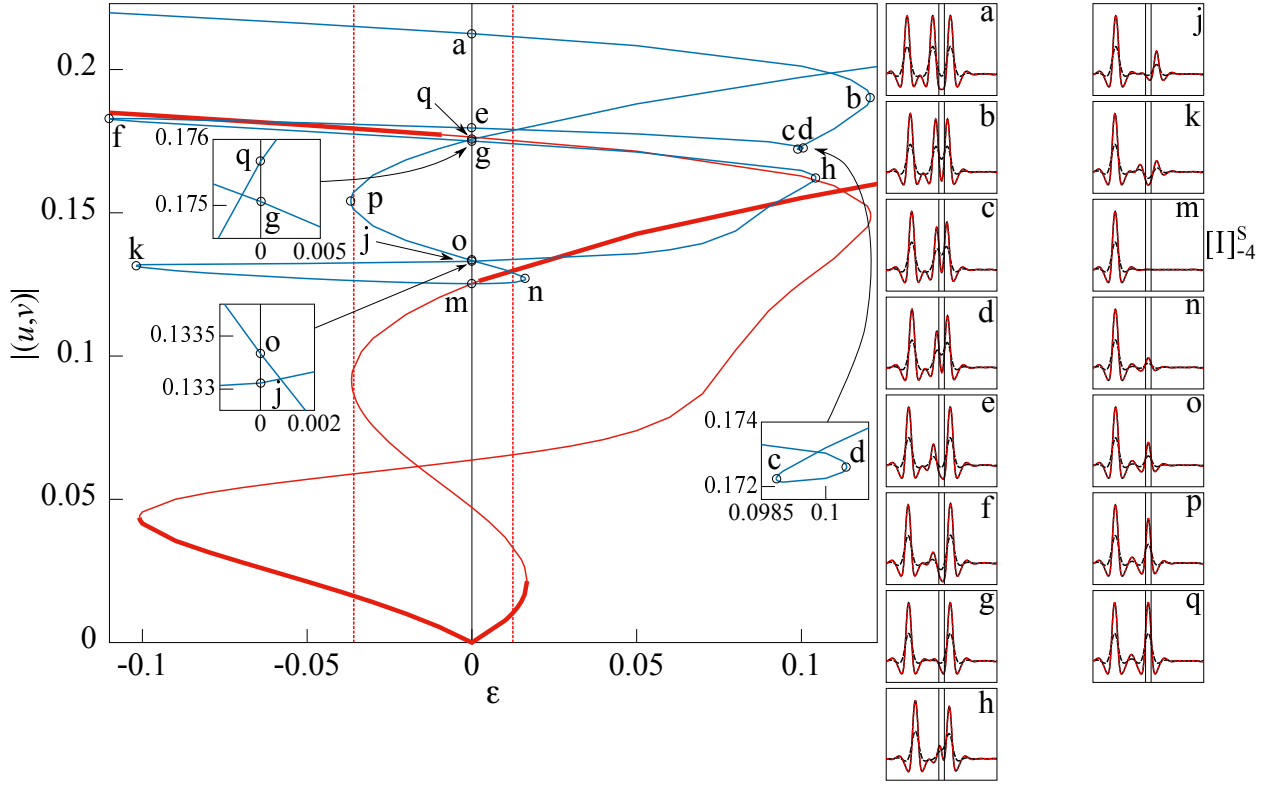 |(u,v)|
0.2
0.15
0.1
0.05
0
-0.1
-0.05
0
0.05
0.1
ε
a
b
c d
e
f
g
h
q
p
j
o
k
m
n
0.176
0.175
q
g
0
0.005
0.1335
0.133
o
j
0
0.002
0.174
0.172
c
d
0.0985
0.1
a
b
c
d
e
f
g
h
j
k
m
n
o
p
q
[I]S-4